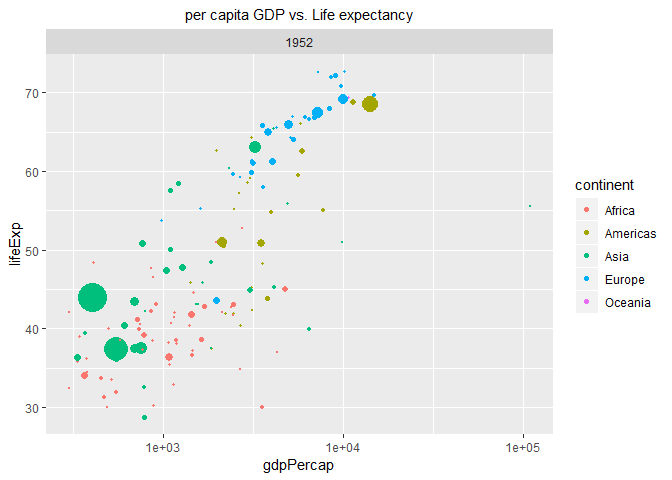 per capita GDP vs. Life expectancy
1952
70
60
50
40
30
lifeExp
1e+03
1e+04
1e+05
gdpPercap
continent
Africa
Americas
Asia
Europe
Oceania